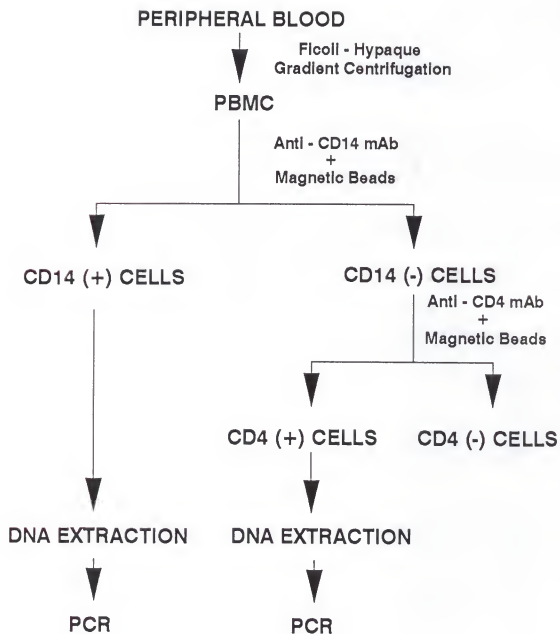 PERIPHERAL BLOOD
Ficoll - Hypaque
Gradient Centrifugation
PBMC
Anti - CD14 mAb
+
Magnetic Beads
CD14 (+) CELLS
CD14 (-) CELLS
Anti - CD4 mAb
+
Magnetic Beads
CD4 (+) CELLS
CD4 (-) CELLS
DNA EXTRACTION
DNA EXTRACTION
PCR
PCR